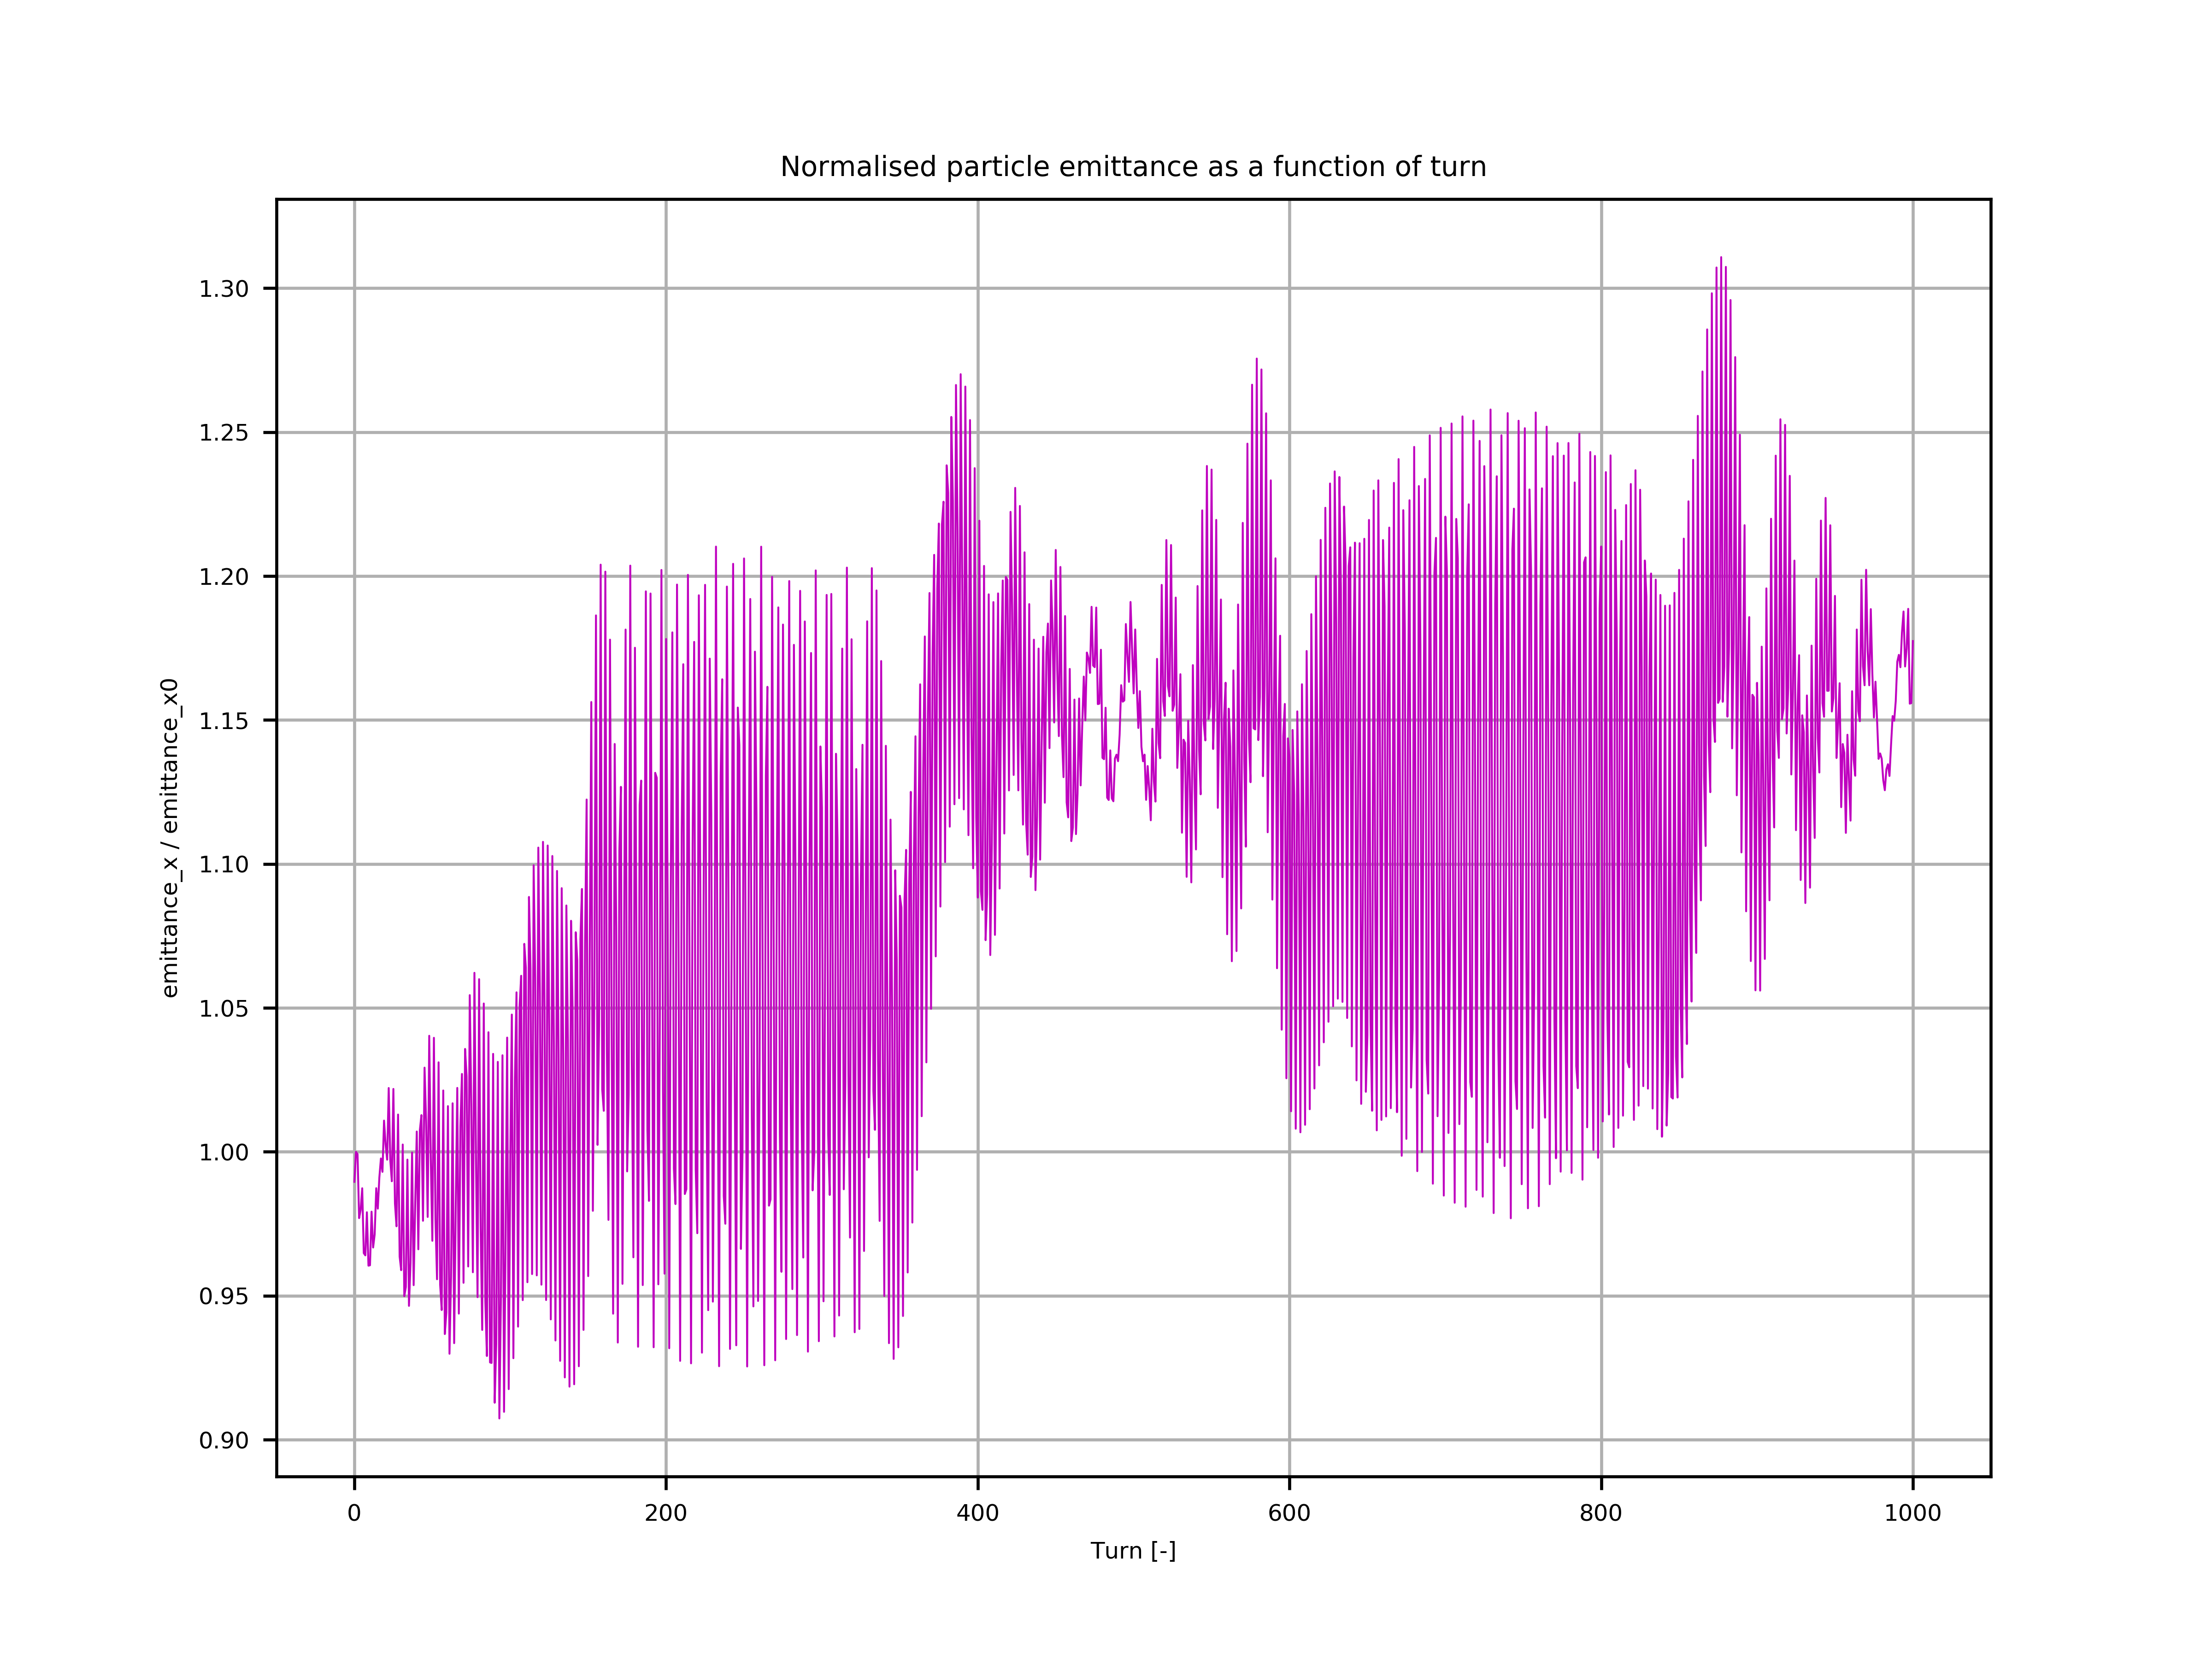 Normalised particle emittance as a function of turn
1.30
1.25
1.20
1.15
1.10
1.05
1.00
0.95
0.90
emittance_x / emittance_x0
0 200 400 600 800 1000
Turn [-]